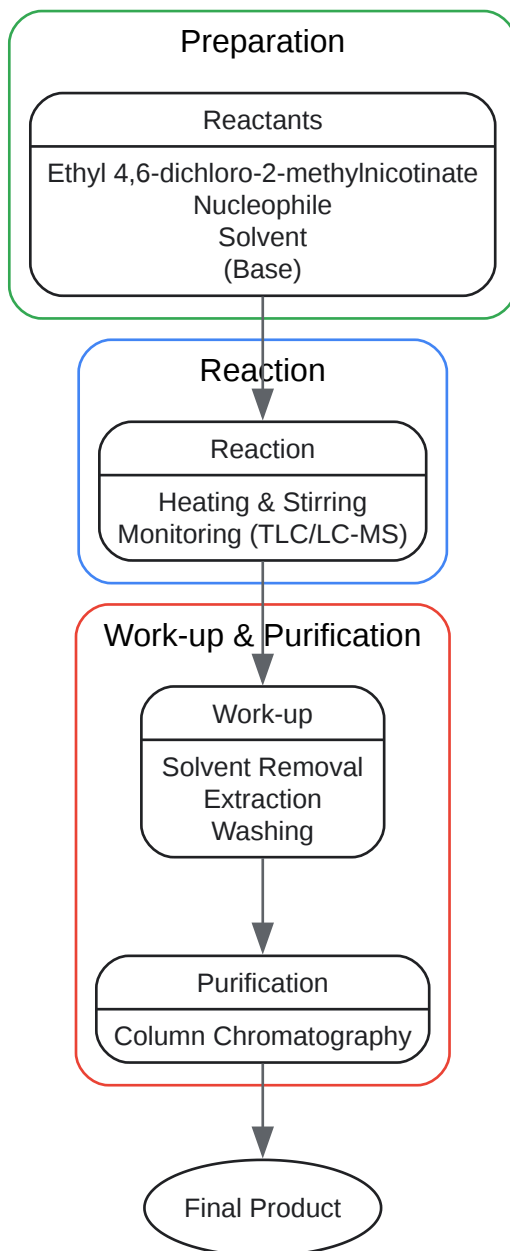 Preparation
Reactants
Ethyl 4,6-dichloro-2-methylnicotinate
Nucleophile
Solvent
(Base)
Reaction
Reaction
Heating & Stirring
Monitoring (TLC/LC-MS)
Work-up & Purification
Work-up
Solvent Removal
Extraction
Washing
Purification
Column Chromatography
Final Product